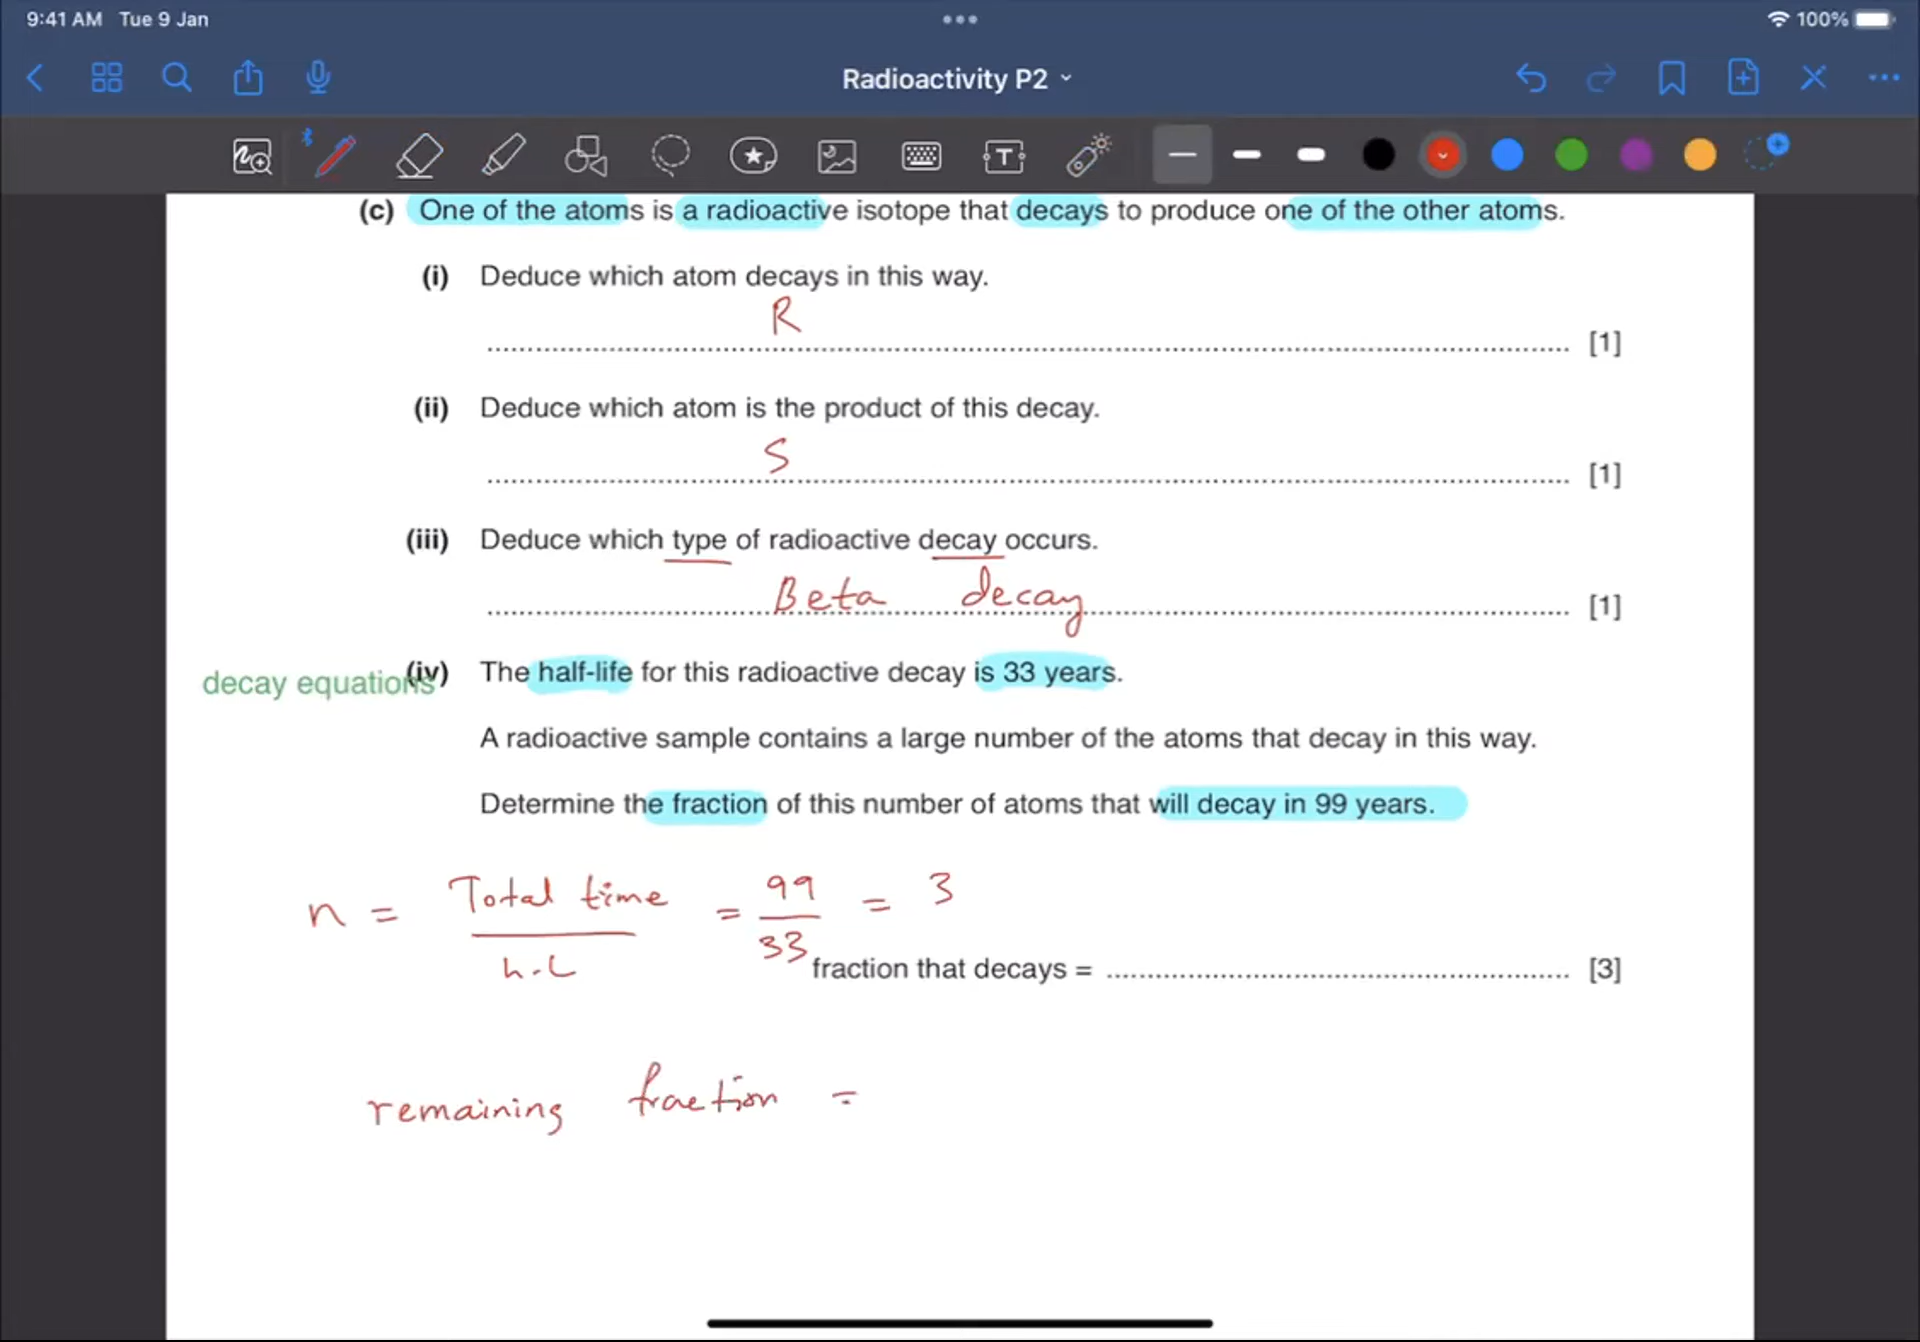 9:41 AM Tue 9 Jan
100%
Radioactivity P2
(c) One of the atoms is a radioactive isotope that decays to produce one of the other atoms.
(i) Deduce which atom decays in this way.
R
[1]
(ii) Deduce which atom is the product of this decay.
S
[1]
(iii) Deduce which type of radioactive decay occurs.
Beta decay
[1]
decay equations
(iv) The half-life for this radioactive decay is 33 years.
A radioactive sample contains a large number of the atoms that decay in this way.
Determine the fraction of this number of atoms that will decay in 99 years.
n = Total time / h.L = 99 / 33 = 3
fraction that decays = [3]
remaining fraction =